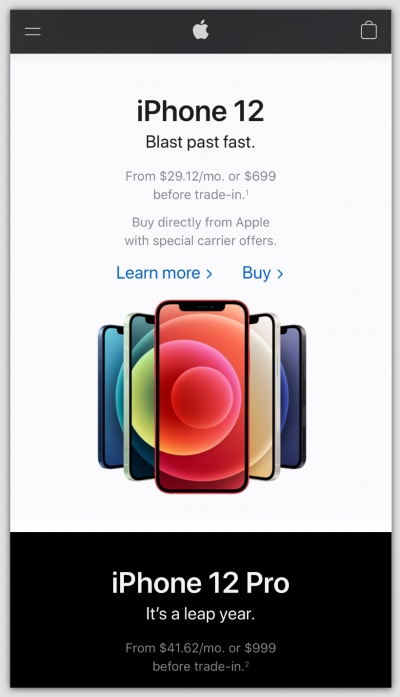 iPhone 12
Blast past fast.
From $29.12/mo. or $699
before trade-in.¹
Buy directly from Apple
with special carrier offers.
Learn more > Buy >
iPhone 12 Pro
It's a leap year.
From $41.62/mo. or $999
before trade-in.²